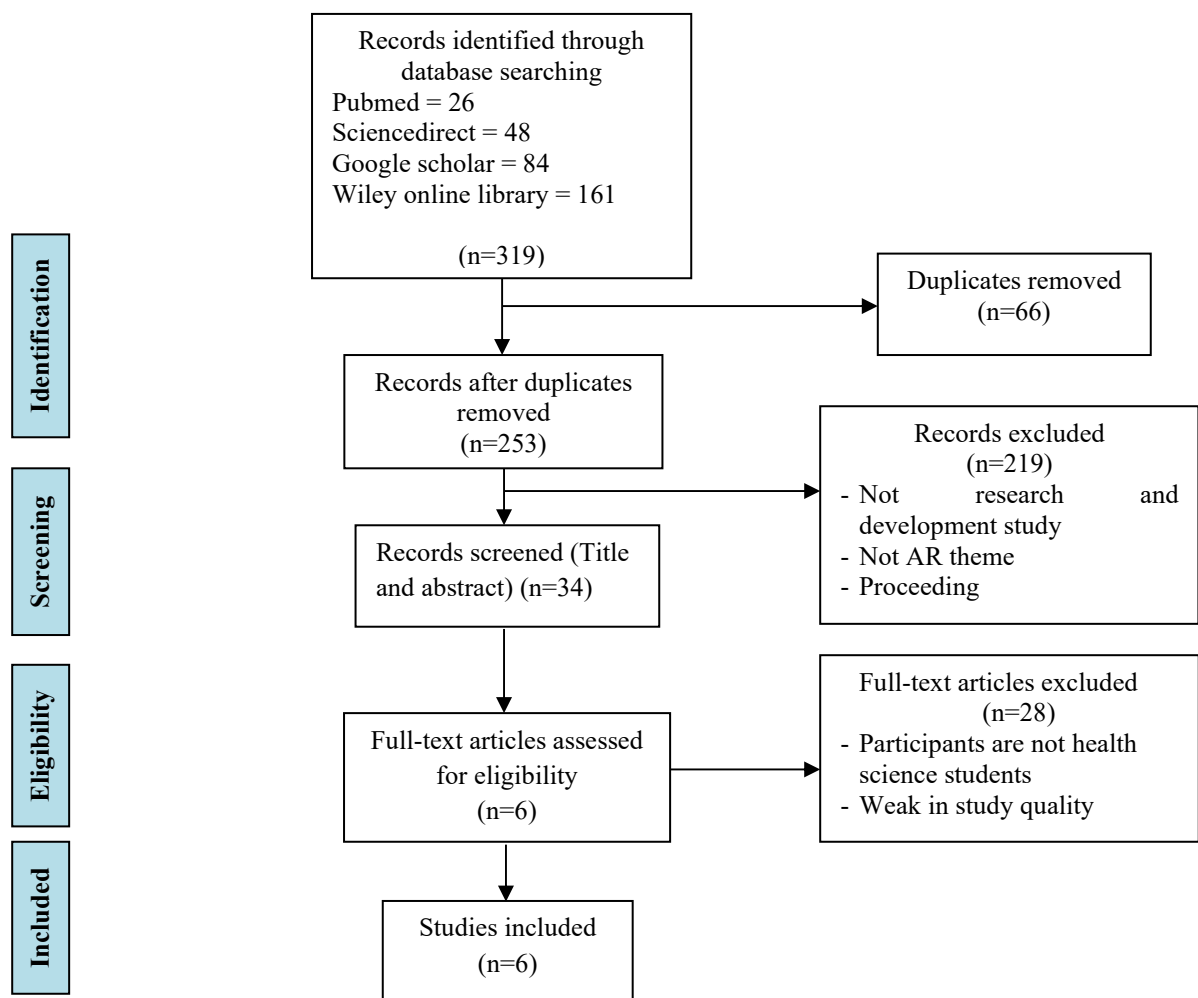 Records identified through
database searching
Pubmed = 26
Sciencedirect = 48
Google scholar = 84
Wiley online library = 161
(n=319)
Identification
Duplicates removed
(n=66)
Records after duplicates
removed
(n=253)
Records excluded
(n=219)
- Not research and
development study
- Not AR theme
- Proceeding
Screening
Records screened (Title
and abstract) (n=34)
Eligibility
Full-text articles assessed
for eligibility
(n=6)
Full-text articles excluded
(n=28)
- Participants are not health
science students
- Weak in study quality
Included
Studies included
(n=6)